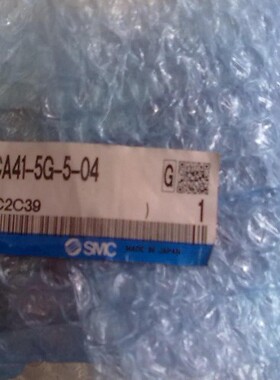 CA41-5G-5-04
G
C2C39 ) 1
SMC MADE IN JAPAN